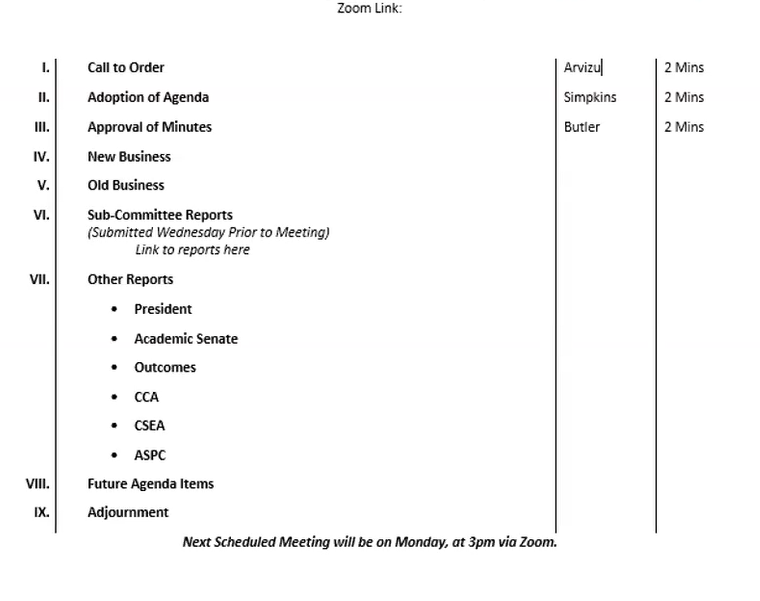 Zoom Link:
I. Call to Order Arvizu 2 Mins
II. Adoption of Agenda Simpkins 2 Mins
III. Approval of Minutes Butler 2 Mins
IV. New Business
V. Old Business
VI. Sub-Committee Reports
(Submitted Wednesday Prior to Meeting)
Link to reports here
VII. Other Reports
• President
• Academic Senate
• Outcomes
• CCA
• CSEA
• ASPC
VIII. Future Agenda Items
IX. Adjournment
Next Scheduled Meeting will be on Monday, at 3pm via Zoom.